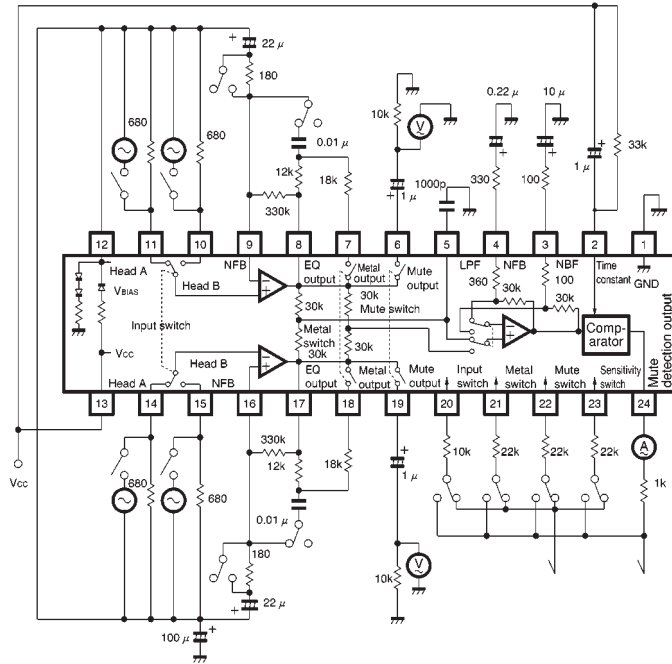 + 22 μ
180
680
680
0.01 μ
12k
18k
330k
10k
V
+ 1 μ
1000p
0.22 μ
+
330
10 μ
+
100
+
1 μ
33k
12 11 10 9 8 7 6 5 4 3 2 1
Head A
Head B
NFB
EQ output
Metal output
Mute output
LPF
NFB
NBF
Time constant
GND
360
100
30k
30k
VBIAS
Input switch
30k
30k
Mute switch
Metal switch
30k
30k
Comp-arator
Mute detection output
Vcc
Head A
Head B
NFB
EQ output
Metal output
Mute output
Input switch
Metal switch
Mute switch
Sensitivity switch
13 14 15 16 17 18 19 20 21 22 23 24
Vcc
680
680
330k
12k
18k
0.01 μ
180
+ 22 μ
100 μ +
+
1 μ
V
10k
10k
22k
22k
22k
A
1k